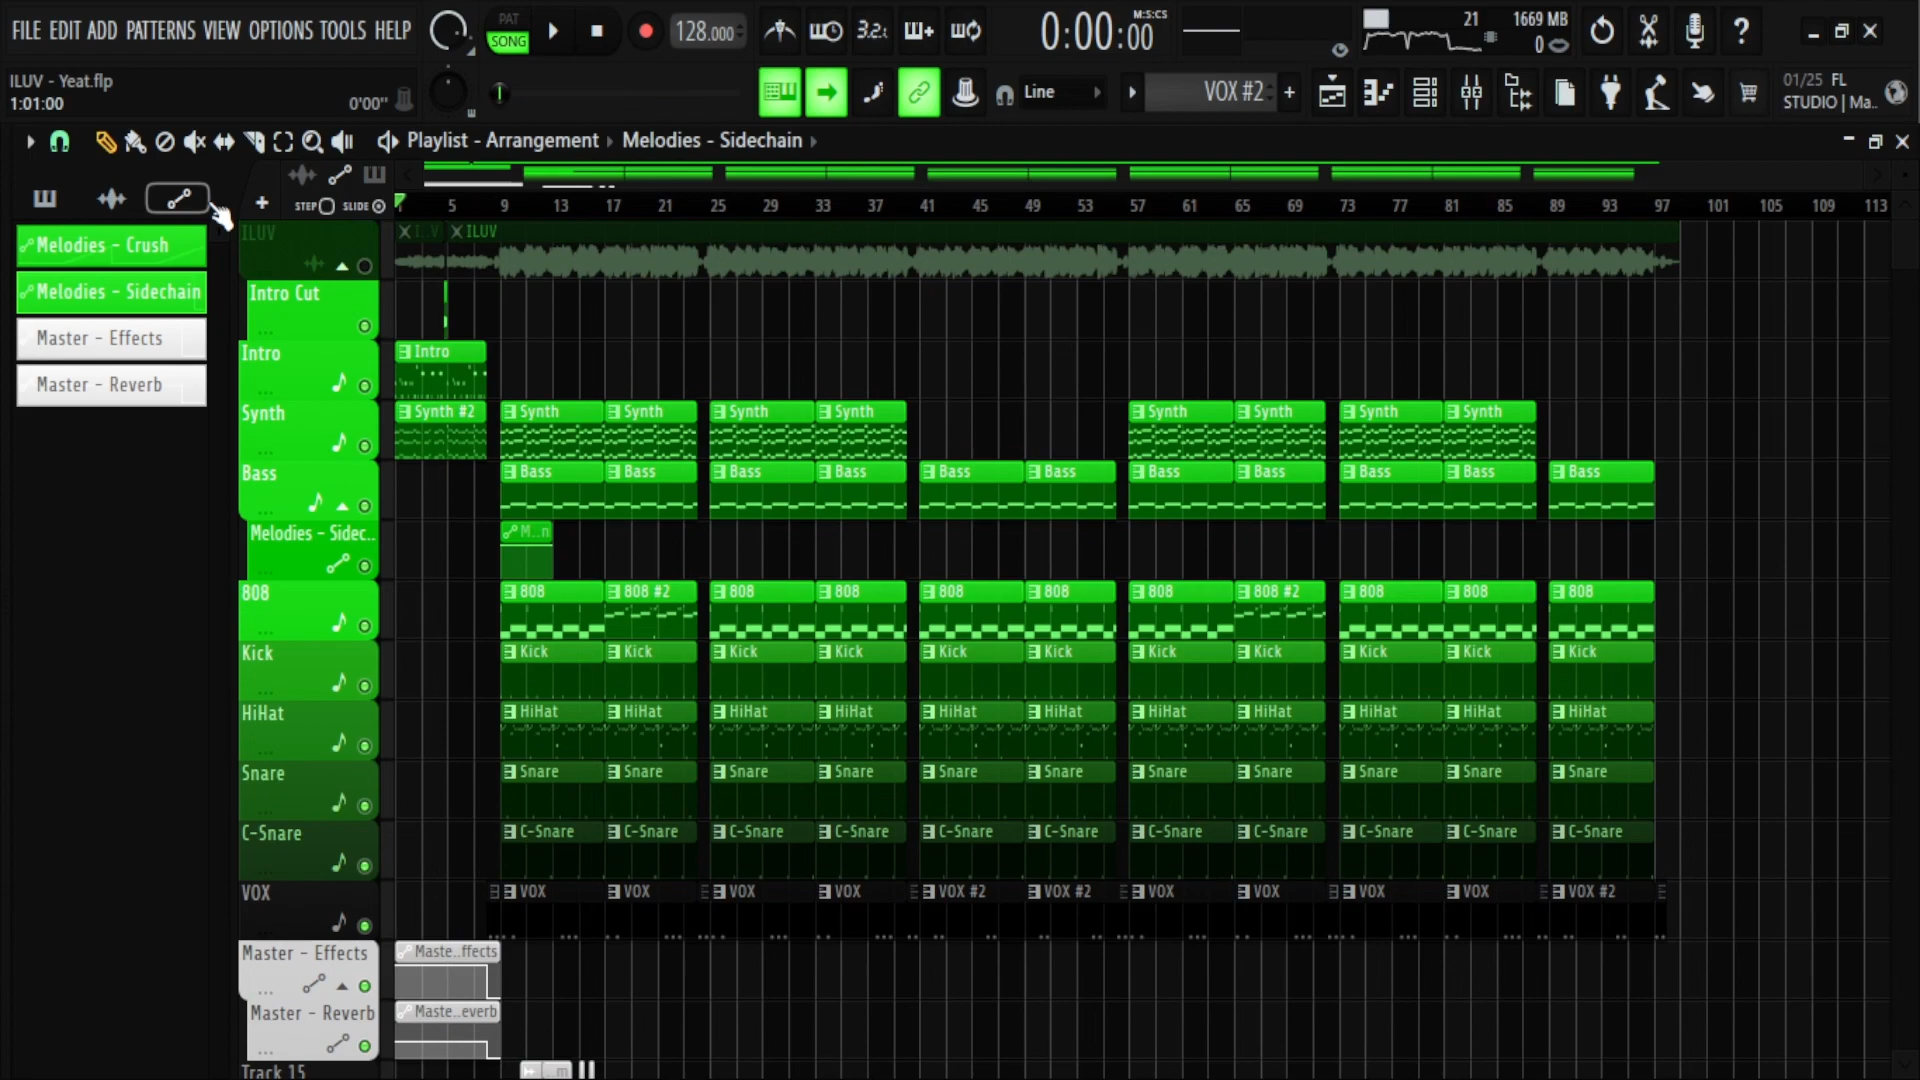 FILE EDIT ADD PATTERNS VIEW OPTIONS TOOLS HELP
PAT
SONG
128.000
3.2.
0:00:00
M:S:CS
21
1669 MB
0
ILUV - Yeat.flp
1:01:00
0'00"
Line
VOX #2
01/25 FL
STUDIO | Ma..
Playlist - Arrangement
Melodies - Sidechain
STEP
SLIDE
5 9 13 17 21 25 29 33 37 41 45 49 53 57 61 65 69 73 77 81 85 89 93 97 101 105 109 113
Melodies - Crush
Melodies - Sidechain
Master - Effects
Master - Reverb
ILUV
ILUV
Intro Cut
Intro
Intro
Synth
Synth #2 Synth Synth Synth Synth Synth Synth Synth Synth
Bass
Bass Bass Bass Bass Bass Bass Bass Bass Bass Bass Bass
Melodies - Sidec..
M..n
808
808 808 #2 808 808 808 808 808 808 #2 808 808 808
Kick
Kick Kick Kick Kick Kick Kick Kick Kick Kick Kick Kick
HiHat
HiHat HiHat HiHat HiHat HiHat HiHat HiHat HiHat HiHat HiHat HiHat
Snare
Snare Snare Snare Snare Snare Snare Snare Snare Snare Snare Snare
C-Snare
C-Snare C-Snare C-Snare C-Snare C-Snare C-Snare C-Snare C-Snare C-Snare C-Snare C-Snare
VOX
VOX VOX VOX VOX VOX #2 VOX #2 VOX VOX VOX VOX VOX #2
Master - Effects
Maste..ffects
Master - Reverb
Maste..everb
Track 15